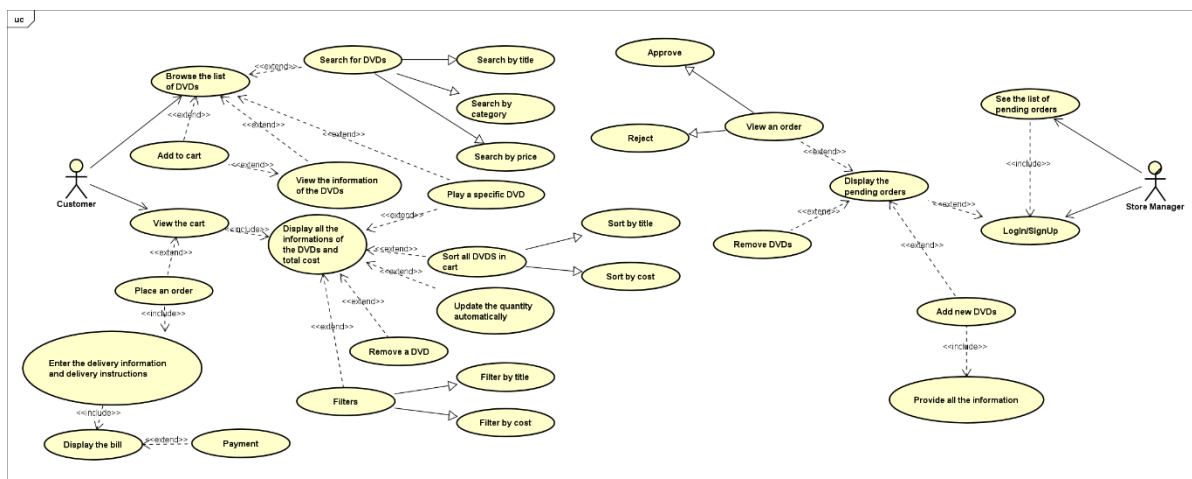 uc
Approve
Search for DVDs
Search by title
<<extend>>
Browse the list
of DVDs
See the list of
pending orders
Search by
category
<<extend>>
<<extend>>
<<extend>>
View an order
Reject
Add to cart
Search by price
<<extend>>
<<extend>>
<<include>>
View the information
of the DVDs
Play a specific DVD
Display the
pending orders
Customer
Store Manager
View the cart
<<include>>
<<extend>>
Display all the
informations of
the DVDs and
total cost
Sort by title
<<extend>>
<<extend>>
LogIn/SignUp
Remove DVDs
<<extend>>
<<extend>>
Sort all DVDS in
cart
<<extend>>
Sort by cost
Place an order
<<extend>>
Update the quantity
automatically
<<extend>>
<<include>>
<<extend>>
Add new DVDs
Remove a DVD
<<include>>
Enter the delivery information
and delivery instructions
Filter by title
Filters
Provide all the information
<<include>>
Filter by cost
Display the bill
<<extend>>
Payment